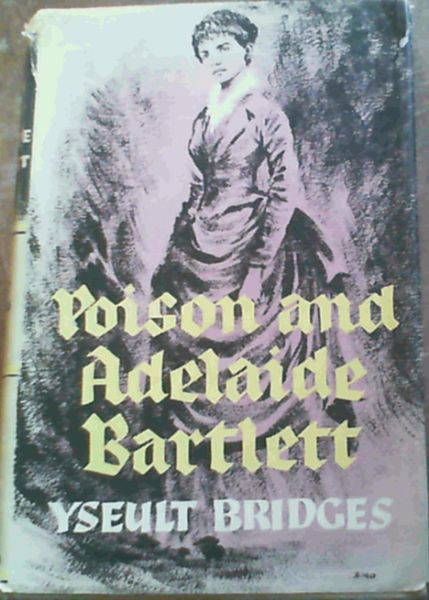 Poison and
Adelaide
Bartlett
YSEULT BRIDGES
E
T